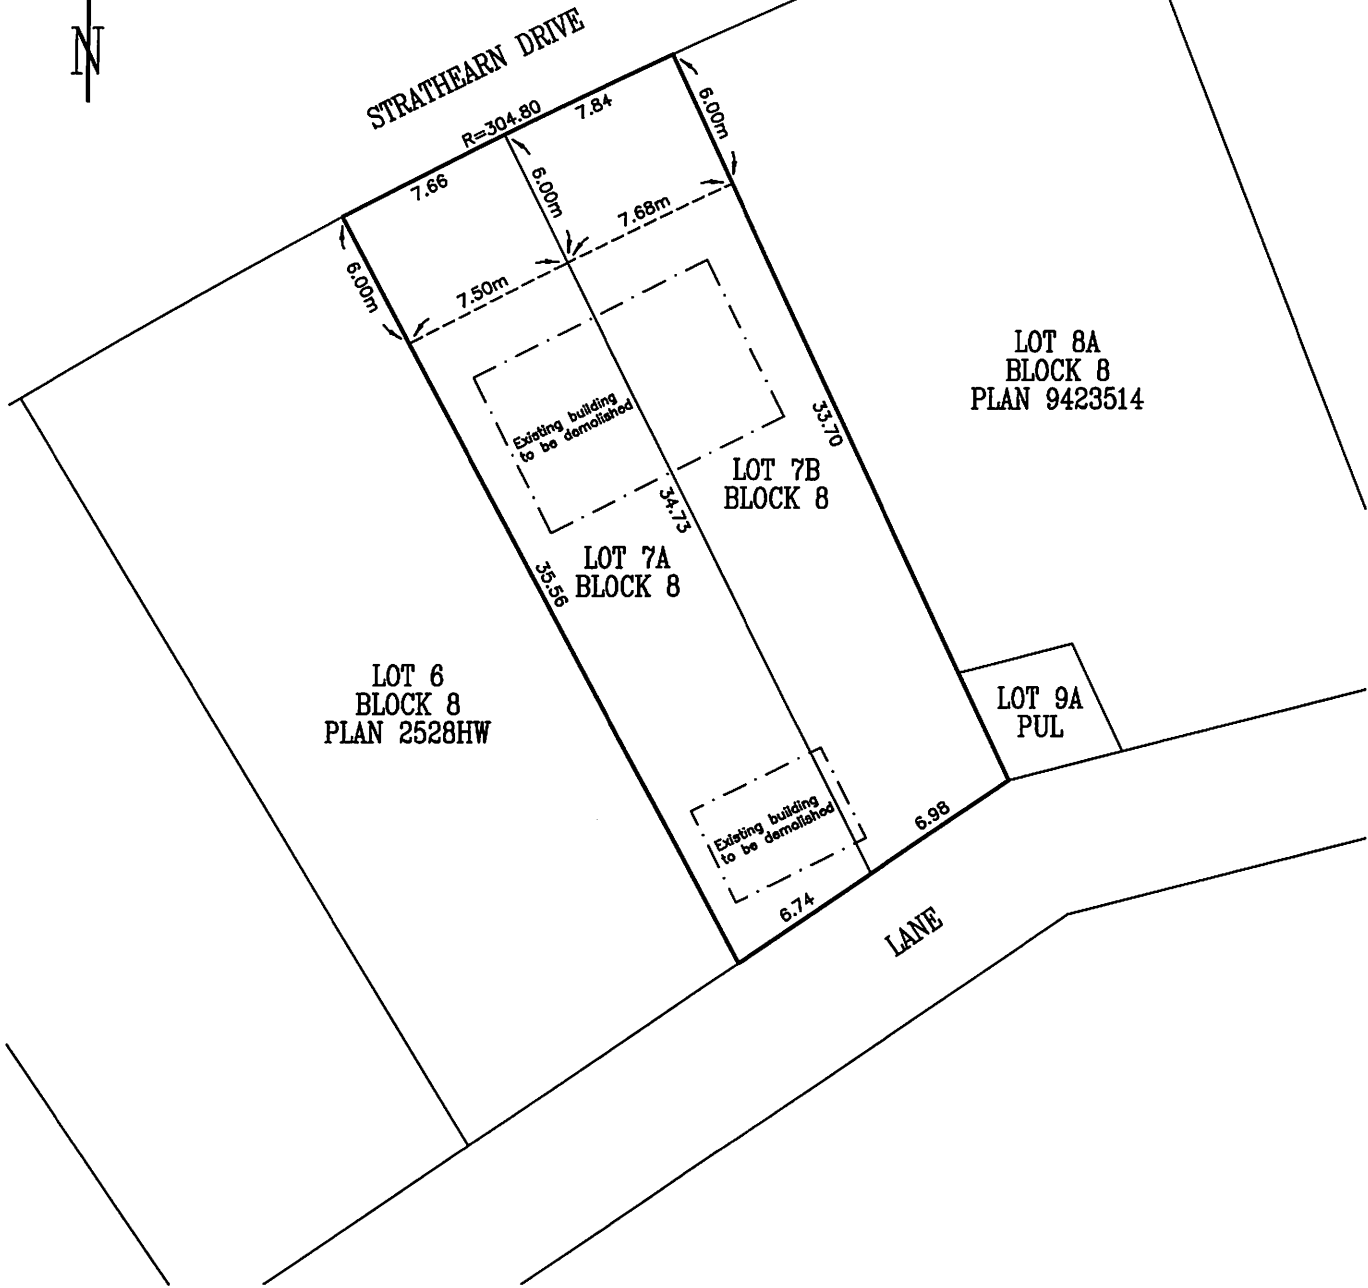 N
STRATHEARN DRIVE
R=304.80
7.84
7.66
6.00m
6.00m
6.00m
7.68m
7.50m
LOT 8A
BLOCK 8
PLAN 9423514
Existing building
to be demolished
33.70
LOT 7B
BLOCK 8
34.73
LOT 7A
BLOCK 8
35.56
LOT 6
BLOCK 8
PLAN 2528HW
LOT 9A
PUL
Existing building
to be demolished
6.98
6.74
LANE